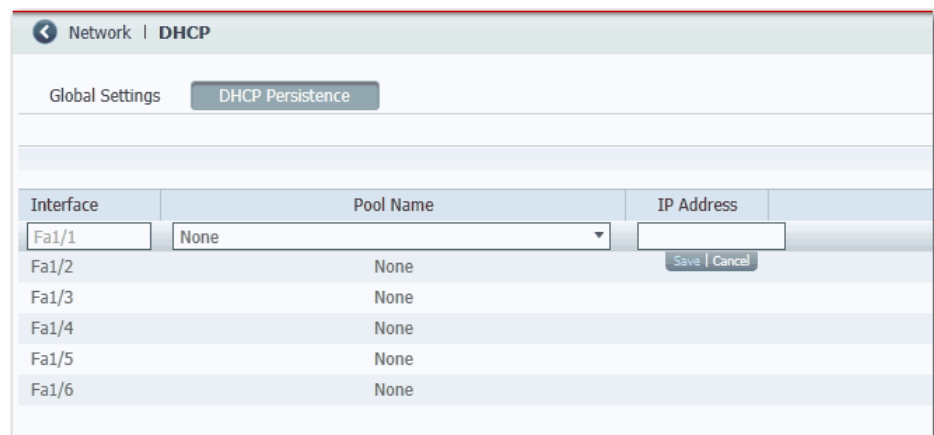 Network | DHCP
Global Settings DHCP Persistence
Interface Pool Name IP Address
Fa1/1 None
Save | Cancel
Fa1/2 None
Fa1/3 None
Fa1/4 None
Fa1/5 None
Fa1/6 None